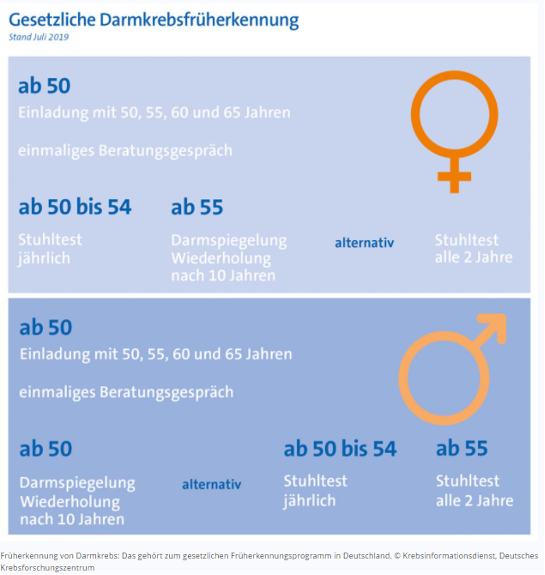 Gesetzliche Darmkrebsfrüherkennung
Stand Juli 2019
ab 50
Einladung mit 50, 55, 60 und 65 Jahren
einmaliges Beratungsgespräch
ab 50 bis 54
Stuhltest
jährlich
ab 55
Darmspiegelung
Wiederholung
nach 10 Jahren
alternativ
Stuhltest
alle 2 Jahre
ab 50
Einladung mit 50, 55, 60 und 65 Jahren
einmaliges Beratungsgespräch
ab 50
Darmspiegelung
Wiederholung
nach 10 Jahren
alternativ
ab 50 bis 54
Stuhltest
jährlich
ab 55
Stuhltest
alle 2 Jahre
Früherkennung von Darmkrebs: Das gehört zum gesetzlichen Früherkennungsprogramm in Deutschland. © Krebsinformationsdienst, Deutsches
Krebsforschungszentrum